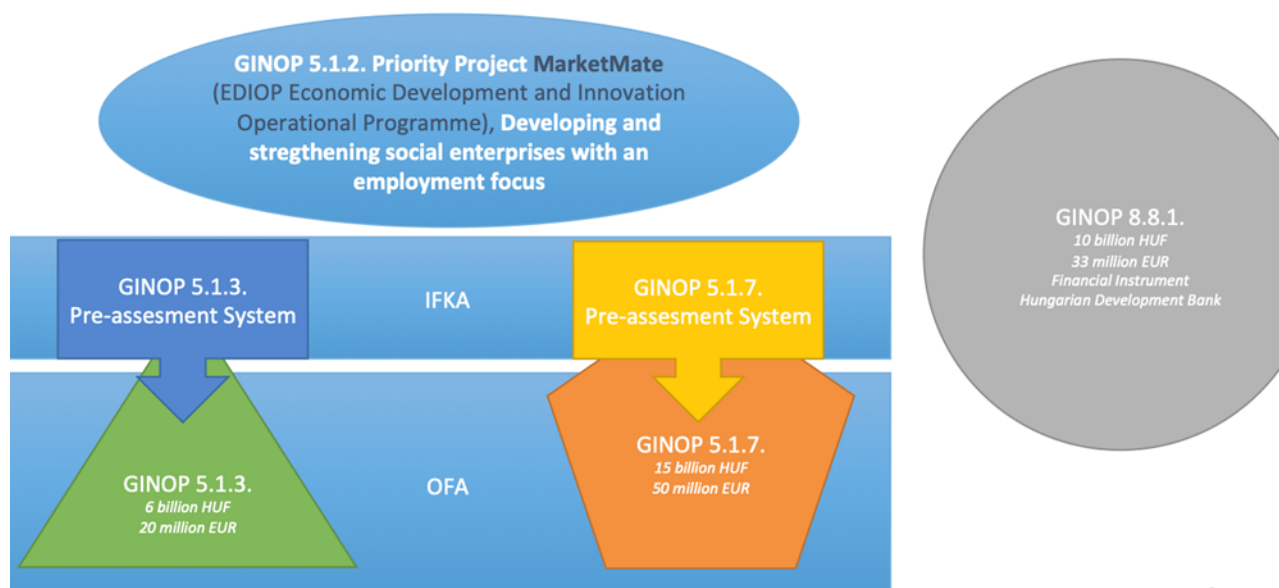 GINOP 5.1.2. Priority Project MarketMate
(EDIOP Economic Development and Innovation
Operational Programme), Developing and
stregthening social enterprises with an
employment focus
GINOP 5.1.3.
Pre-assesment System
IFKA
GINOP 5.1.7.
Pre-assesment System
GINOP 5.1.3.
6 billion HUF
20 million EUR
OFA
GINOP 5.1.7.
15 billion HUF
50 million EUR
GINOP 8.8.1.
10 billion HUF
33 million EUR
Financial Instrument
Hungarian Development Bank